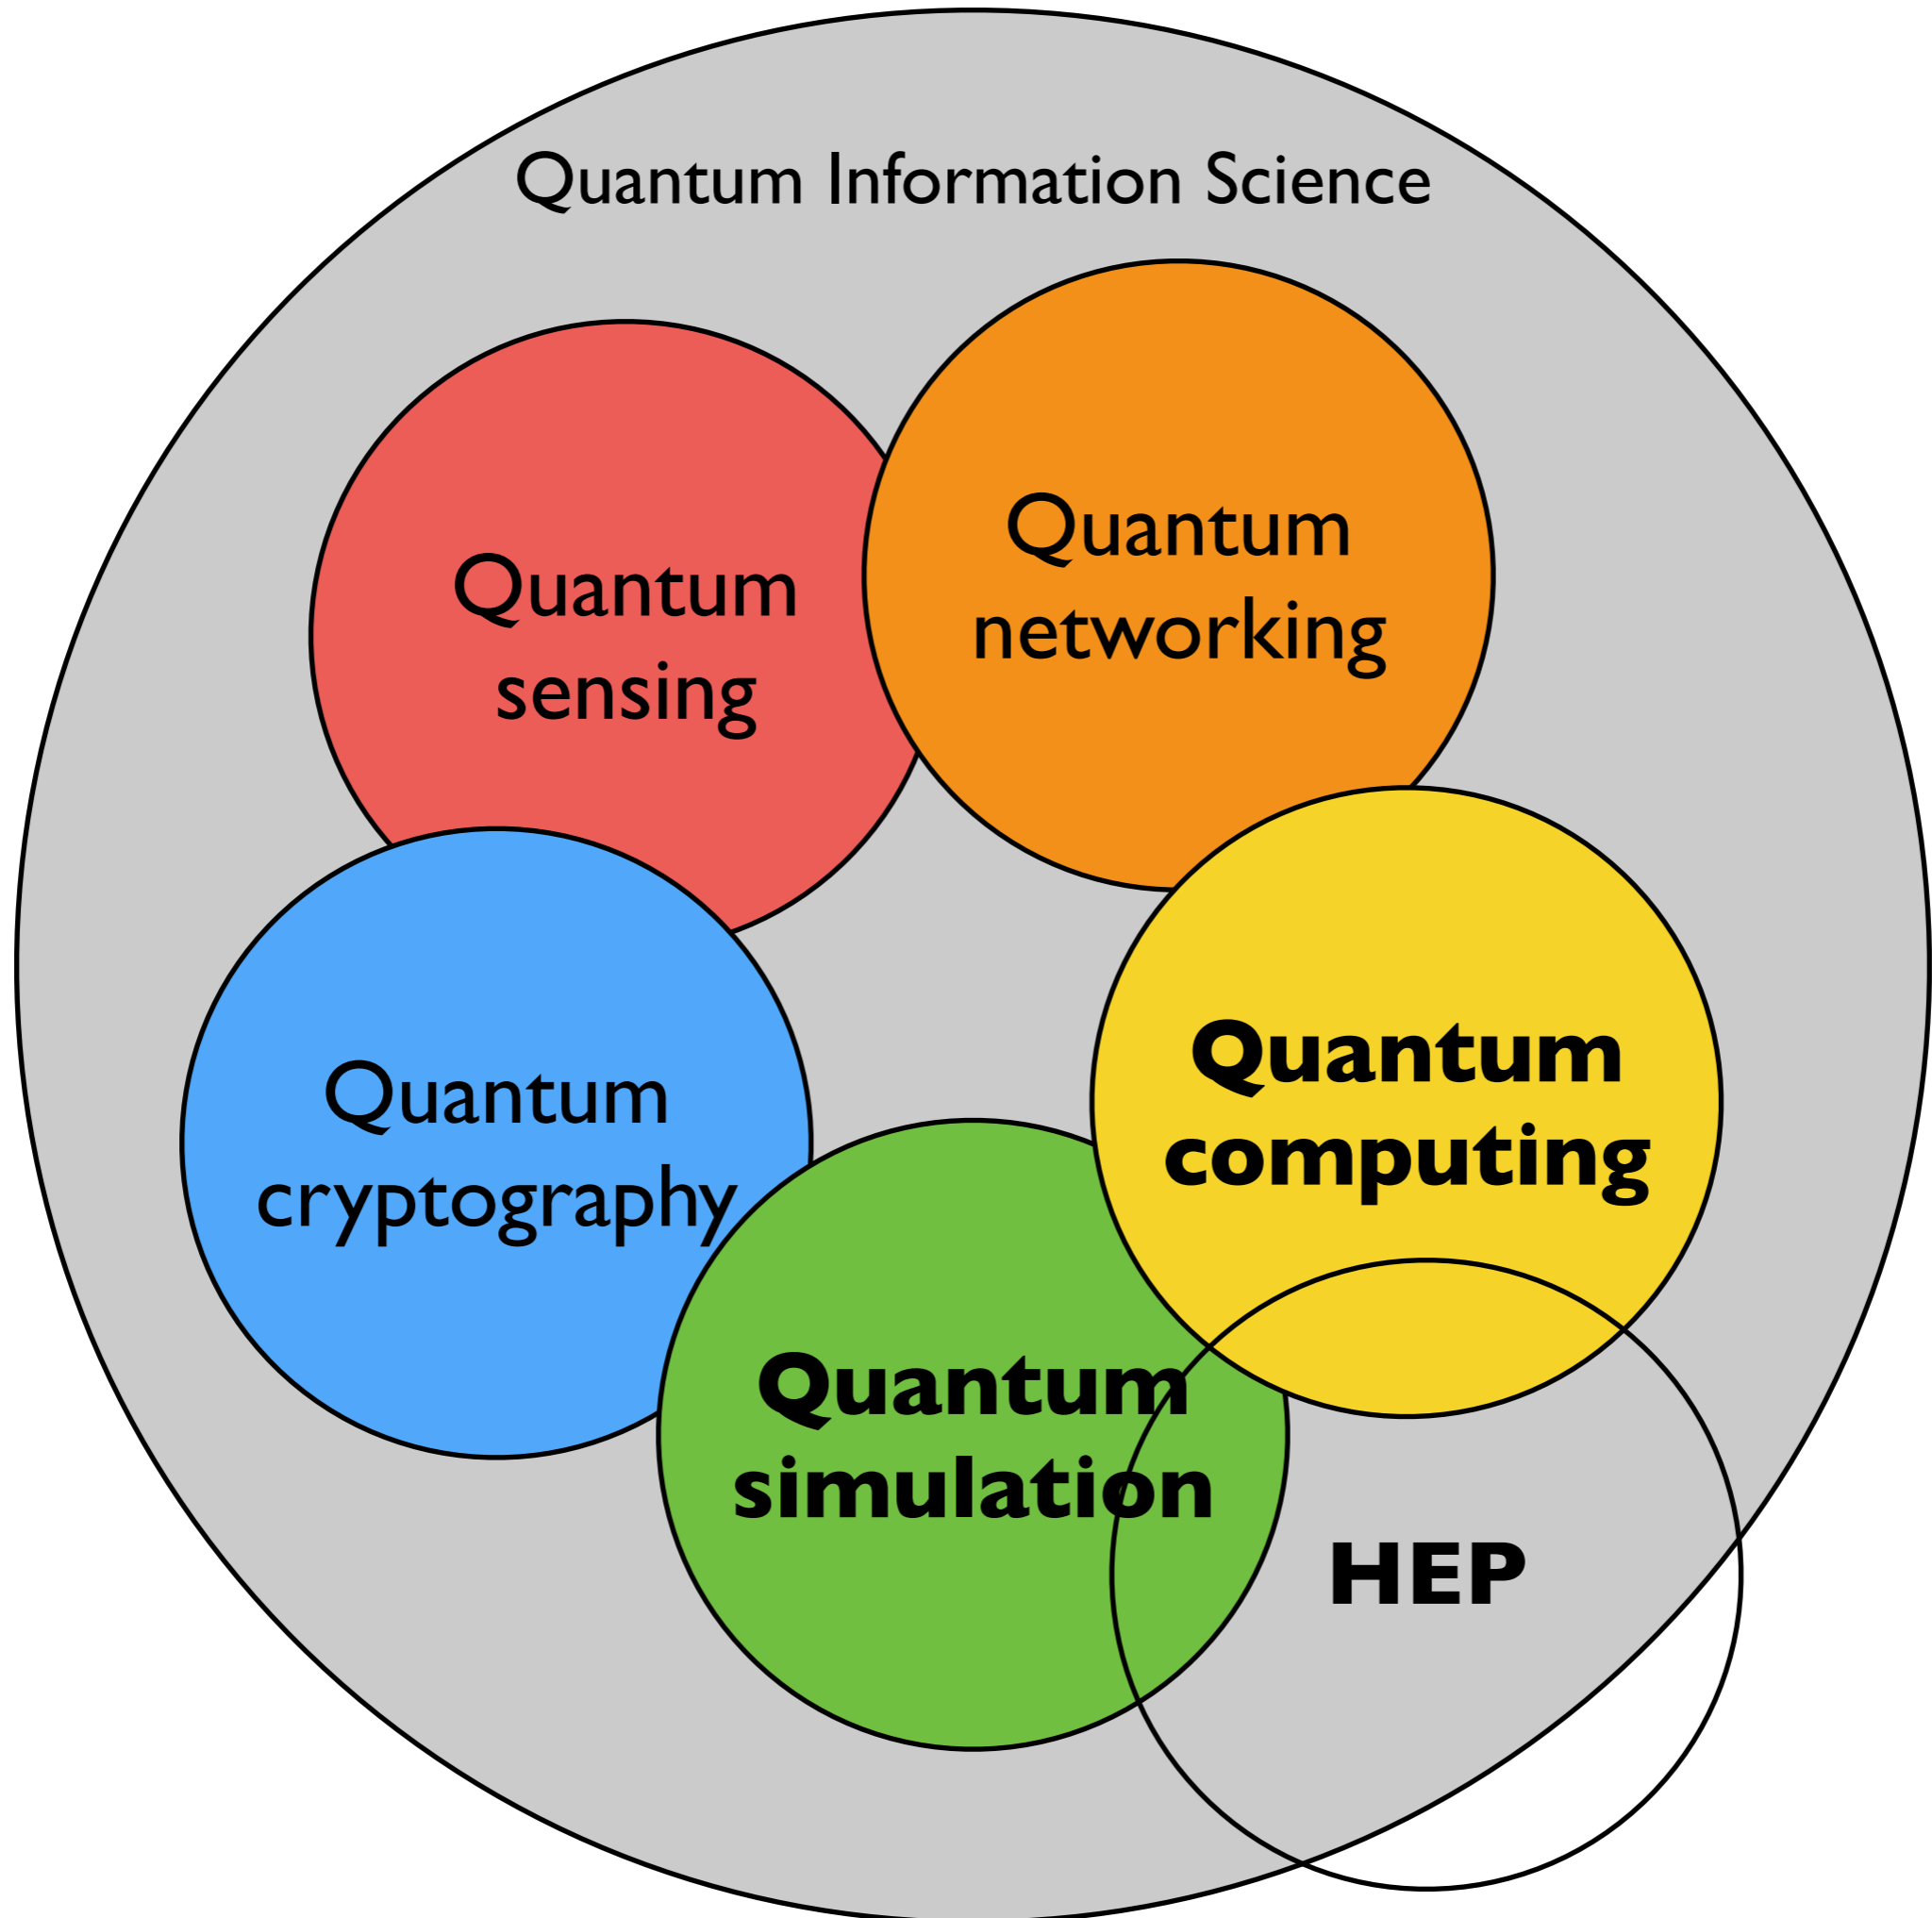 Quantum Information Science
Quantum
networking
Quantum
sensing
Quantum
computing
Quantum
cryptography
Quantum
simulation
HEP